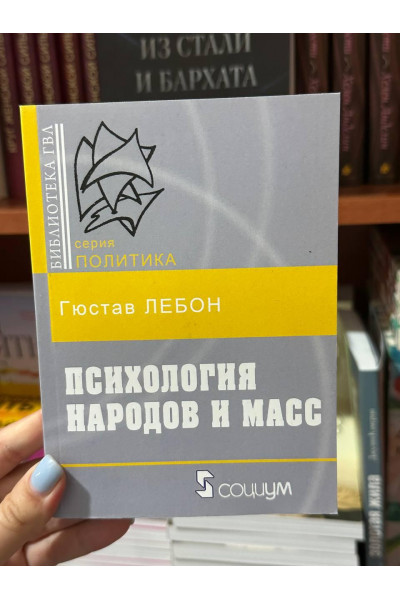 ИЗ СТАЛИ
И БАРХАТА
БИБЛИОТЕКА ГВЛ
серия
ПОЛИТИКА
Гюстав ЛЕБОН
ПСИХОЛОГИЯ
НАРОДОВ И МАСС
социум